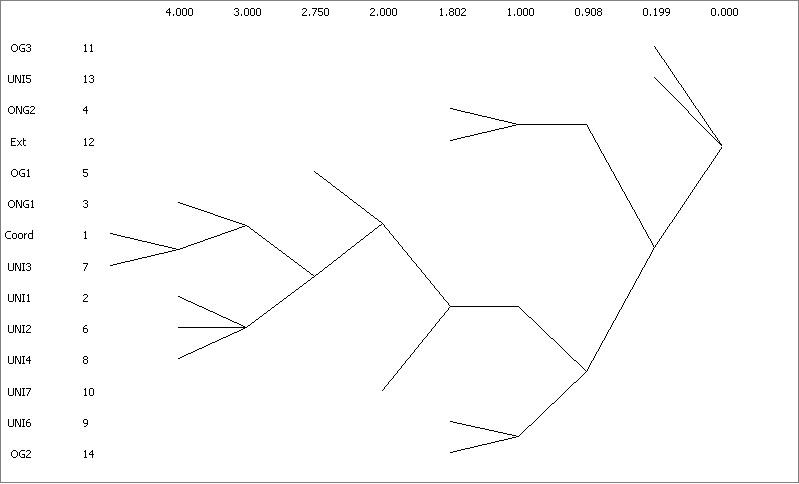 4.000 3.000 2.750 2.000 1.802 1.000 0.908 0.199 0.000
OG3 11
UNI5 13
ONG2 4
Ext 12
OG1 5
ONG1 3
Coord 1
UNI3 7
UNI1 2
UNI2 6
UNI4 8
UNI7 10
UNI6 9
OG2 14